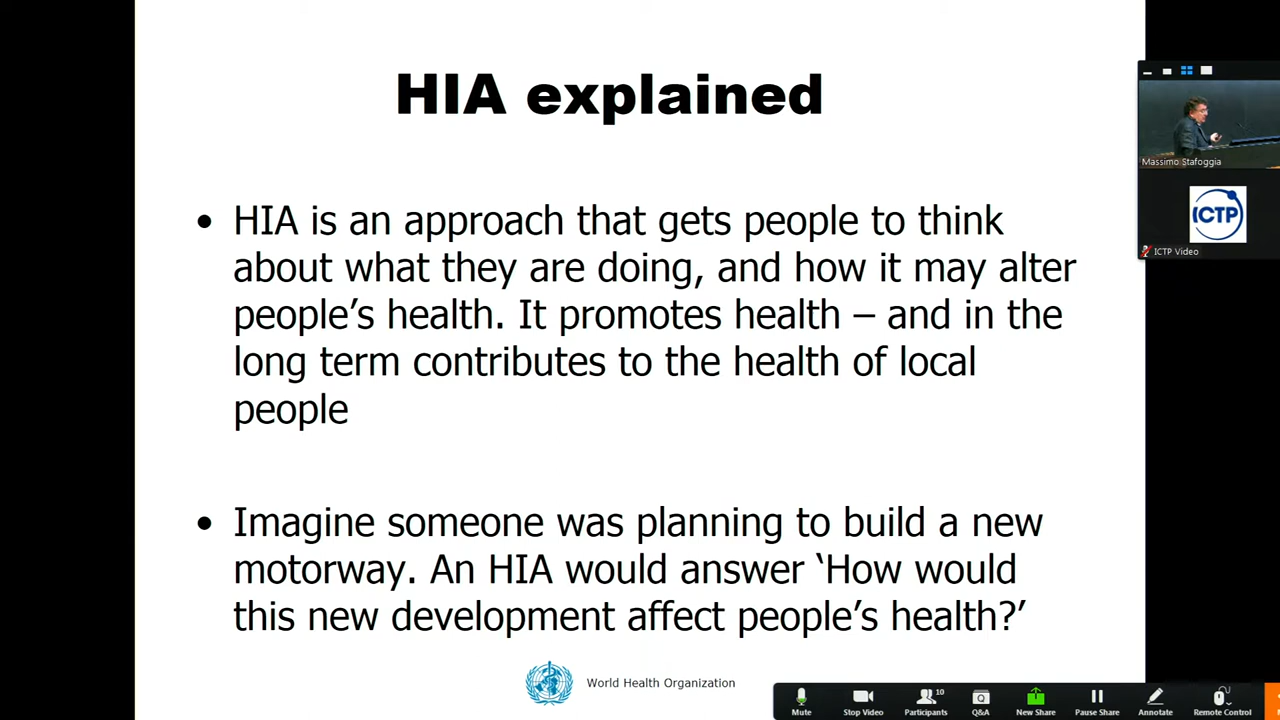 HIA explained
• HIA is an approach that gets people to think
about what they are doing, and how it may alter
people’s health. It promotes health – and in the
long term contributes to the health of local
people
• Imagine someone was planning to build a new
motorway. An HIA would answer ‘How would
this new development affect people’s health?’
World Health Organization
Massimo Stafoggia
ICTP
ICTP Video
Mute
Stop Video
Participants
10
Q&A
Q
New Share
Pause Share
Annotate
Remote Control